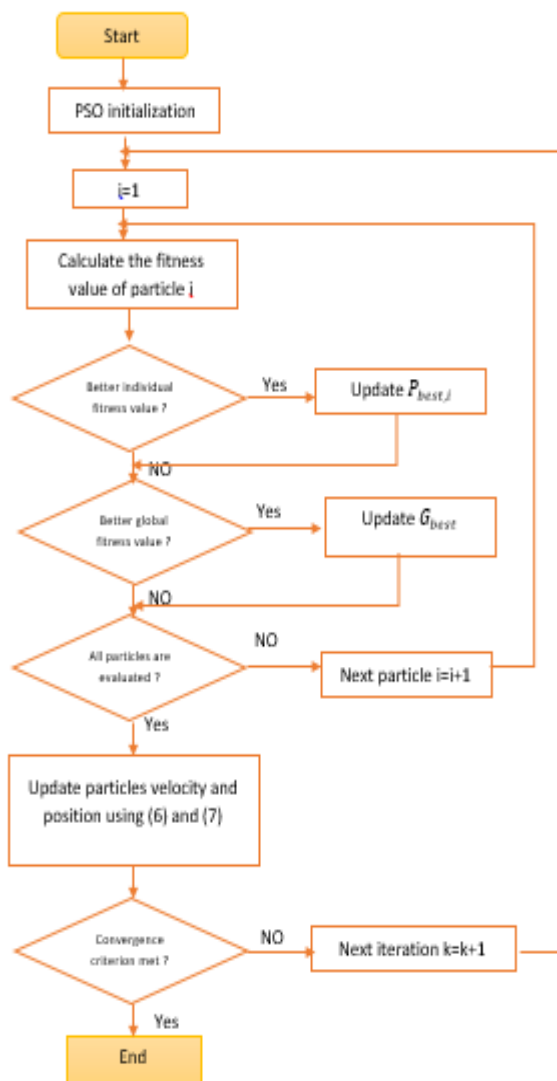 Start
PSO initialization
i=1
Calculate the fitness
value of particle i
Better individual
fitness value ?
Yes
Update P_best,i
NO
Better global
fitness value ?
Yes
Update G_best
NO
All particles are
evaluated ?
NO
Next particle i=i+1
Yes
Update particles velocity and
position using (6) and (7)
Convergence
criterion met ?
NO
Next iteration k=k+1
Yes
End